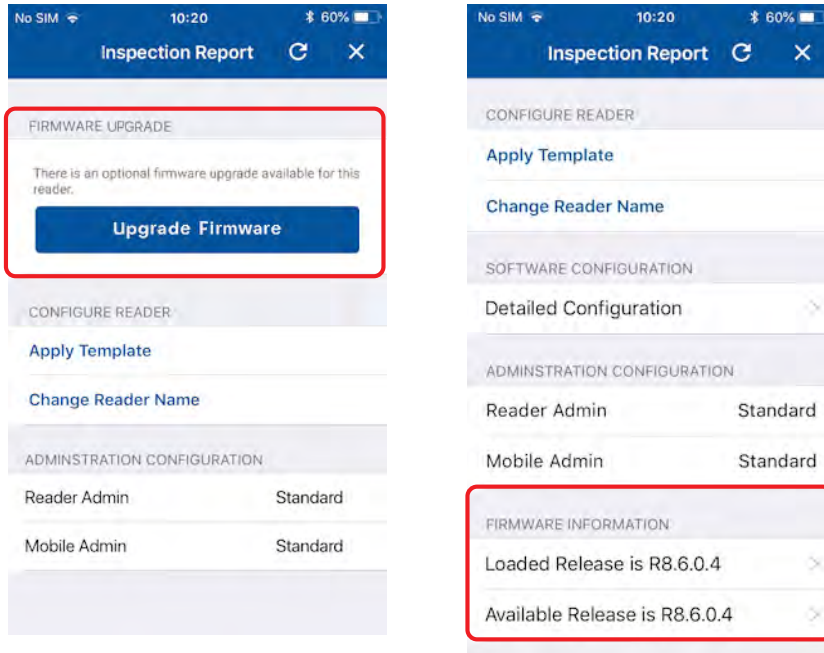 No SIM 10:20 60%
Inspection Report
FIRMWARE UPGRADE
There is an optional firmware upgrade available for this
reader.
Upgrade Firmware
CONFIGURE READER
Apply Template
Change Reader Name
ADMINSTRATION CONFIGURATION
Reader Admin Standard
Mobile Admin Standard
No SIM 10:20 60%
Inspection Report
CONFIGURE READER
Apply Template
Change Reader Name
SOFTWARE CONFIGURATION
Detailed Configuration
ADMINSTRATION CONFIGURATION
Reader Admin Standard
Mobile Admin Standard
FIRMWARE INFORMATION
Loaded Release is R8.6.0.4
Available Release is R8.6.0.4